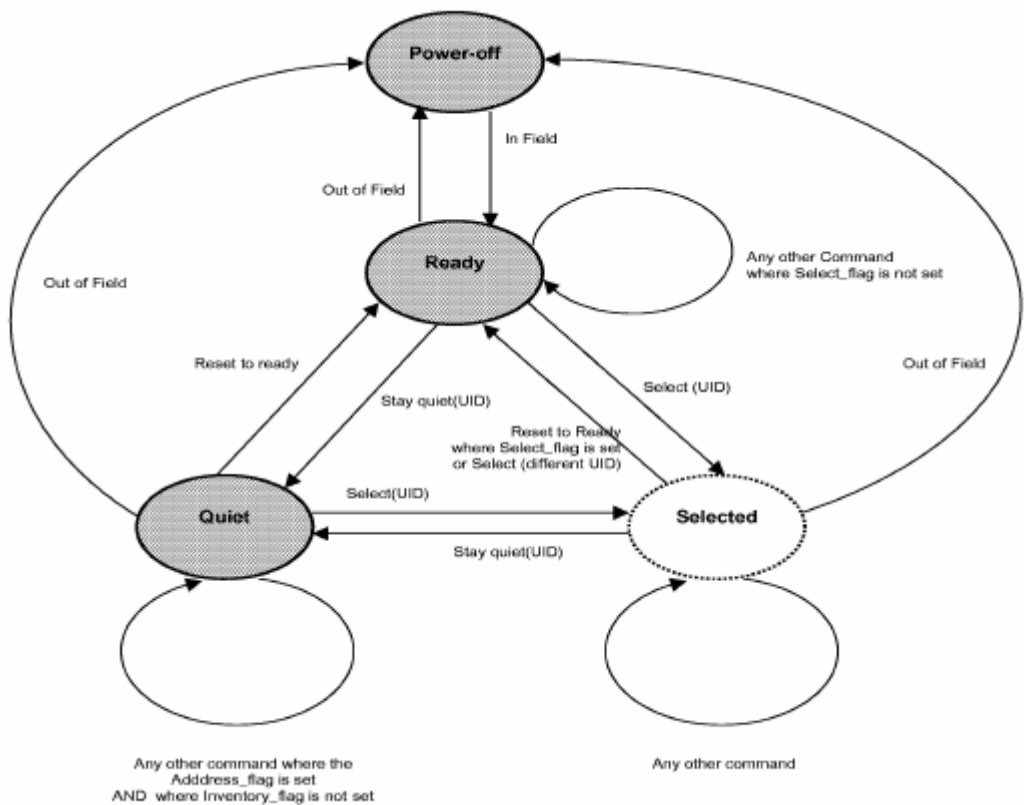 Power-off
In Field
Out of Field
Ready
Any other Command
where Select_flag is not set
Out of Field
Out of Field
Reset to ready
Select (UID)
Stay quiet(UID)
Reset to Ready
where Select_flag is set
or Select (different UID)
Select(UID)
Quiet
Selected
Stay quiet(UID)
Any other command where the
Adddress_flag is set
AND where Inventory_flag is not set
Any other command